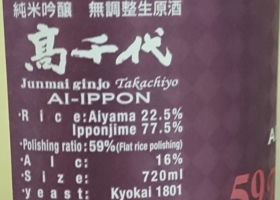 純米吟醸 無調整生原酒
髙千代
Junmai ginjo Takachiyo
AI-IPPON
・Rice:Aiyama 22.5%
Ipponjime 77.5%
・Polishing ratio:59%(Flat rice polishing)
・Alc: 16%
・Size: 720ml
・yeast: Kyokai 1801